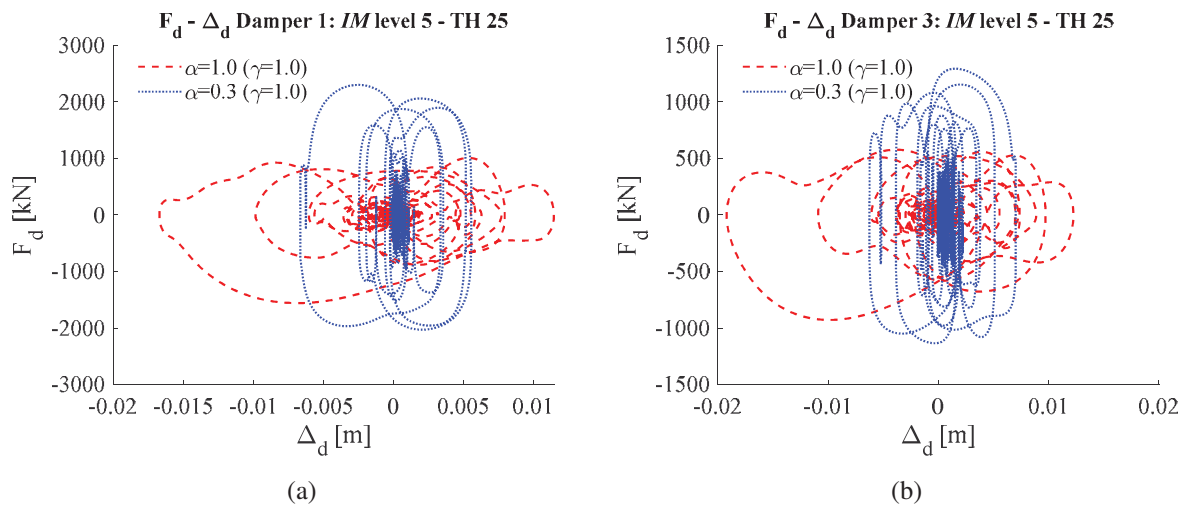 F_d - Δ_d Damper 1: IM level 5 - TH 25
α=1.0 (γ=1.0)
α=0.3 (γ=1.0)
3000
2000
1000
0
-1000
-2000
-3000
F_d [kN]
-0.02 -0.015 -0.01 -0.005 0 0.005 0.01
Δ_d [m]
(a)
F_d - Δ_d Damper 3: IM level 5 - TH 25
α=1.0 (γ=1.0)
α=0.3 (γ=1.0)
1500
1000
500
0
-500
-1000
-1500
F_d [kN]
-0.02 -0.01 0 0.01 0.02
Δ_d [m]
(b)